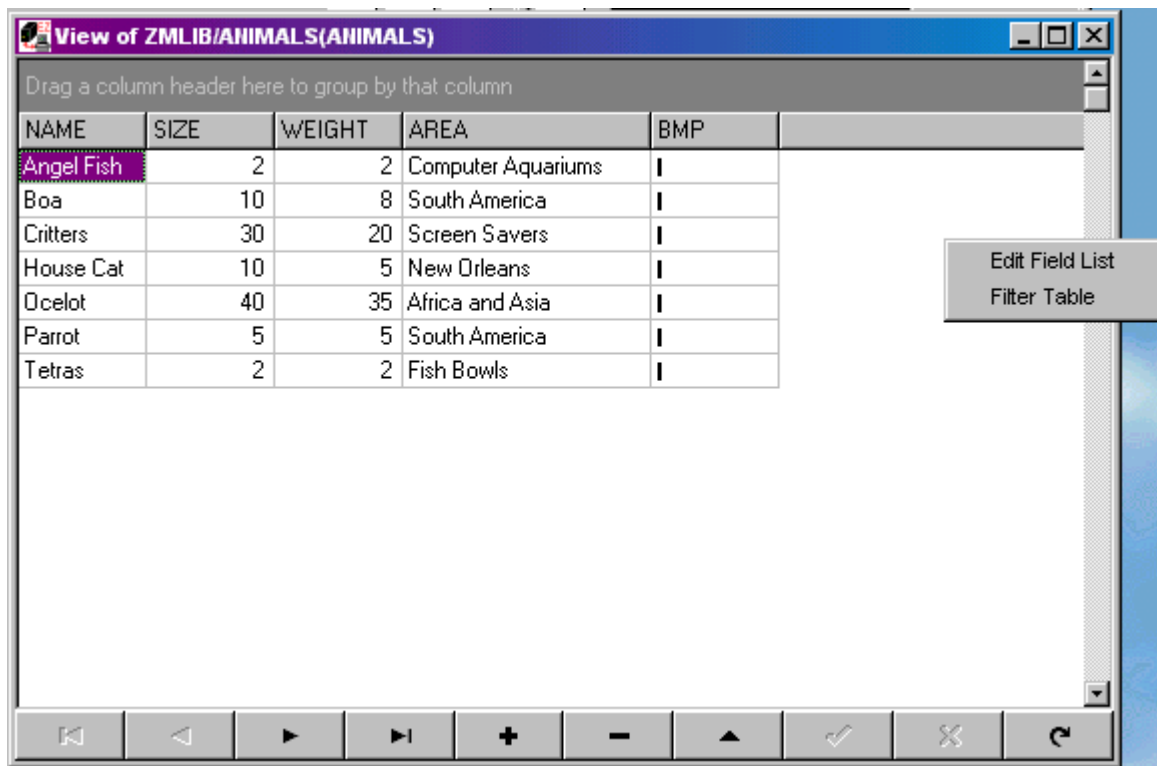 View of ZMLIB/ANIMALS(ANIMALS)
Drag a column header here to group by that column
NAME SIZE WEIGHT AREA BMP
Angel Fish 2 2 Computer Aquariums
Boa 10 8 South America
Critters 30 20 Screen Savers
House Cat 10 5 New Orleans
Ocelot 40 35 Africa and Asia
Parrot 5 5 South America
Tetras 2 2 Fish Bowls
Edit Field List
Filter Table